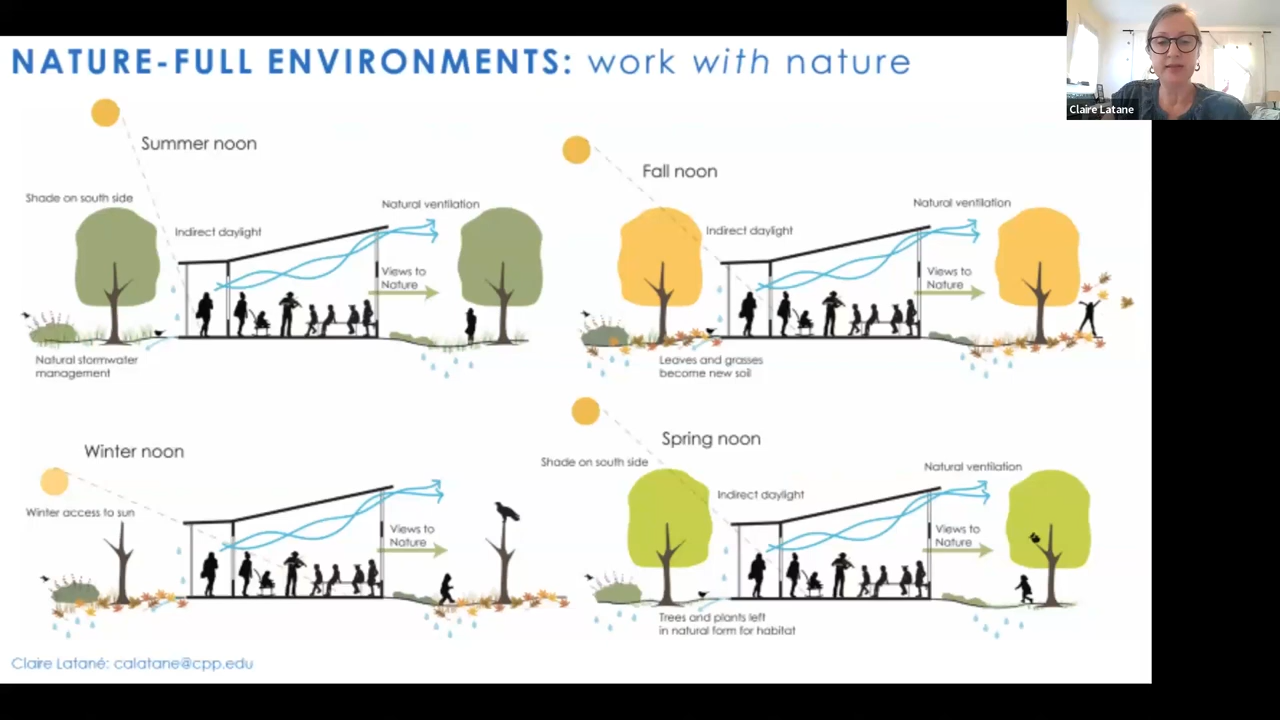 NATURE-FULL ENVIRONMENTS: work with nature
Claire Latane
Summer noon
Shade on south side
Indirect daylight
Natural ventilation
Views to
Nature
Natural stormwater
management
Fall noon
Indirect daylight
Natural ventilation
Views to
Nature
Leaves and grasses
become new soil
Winter noon
Winter access to sun
Views to
Nature
Spring noon
Shade on south side
Indirect daylight
Natural ventilation
Views to
Nature
Trees and plants left
in natural form for habitat
Claire Latané: calatane@cpp.edu